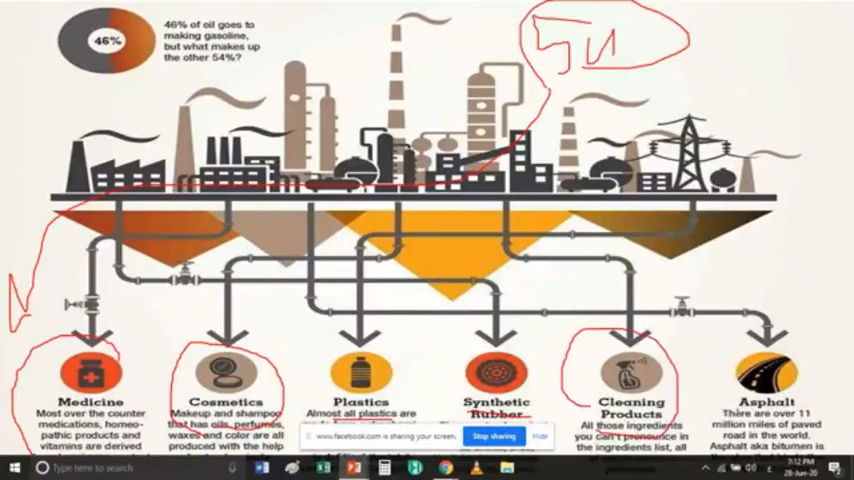 46%
46% of oil goes to
making gasoline,
but what makes up
the other 54%?
Medicine
Most over the counter
medications, homeo-
pathic products and
vitamins are derived
Cosmetics
Makeup and shampoo
that has oils, perfumes,
waxes and color are all
produced with the help
Plastics
Almost all plastics are
Synthetic
Rubber
Cleaning
Products
All those ingredients
you can't pronounce in
the ingredients list, all
Asphalt
There are over 11
million miles of paved
road in the world.
Asphalt aka bitumen is
www.facebook.com is sharing your screen.
Stop sharing
Hide
Type here to search
7:12 PM
28-Jun-20